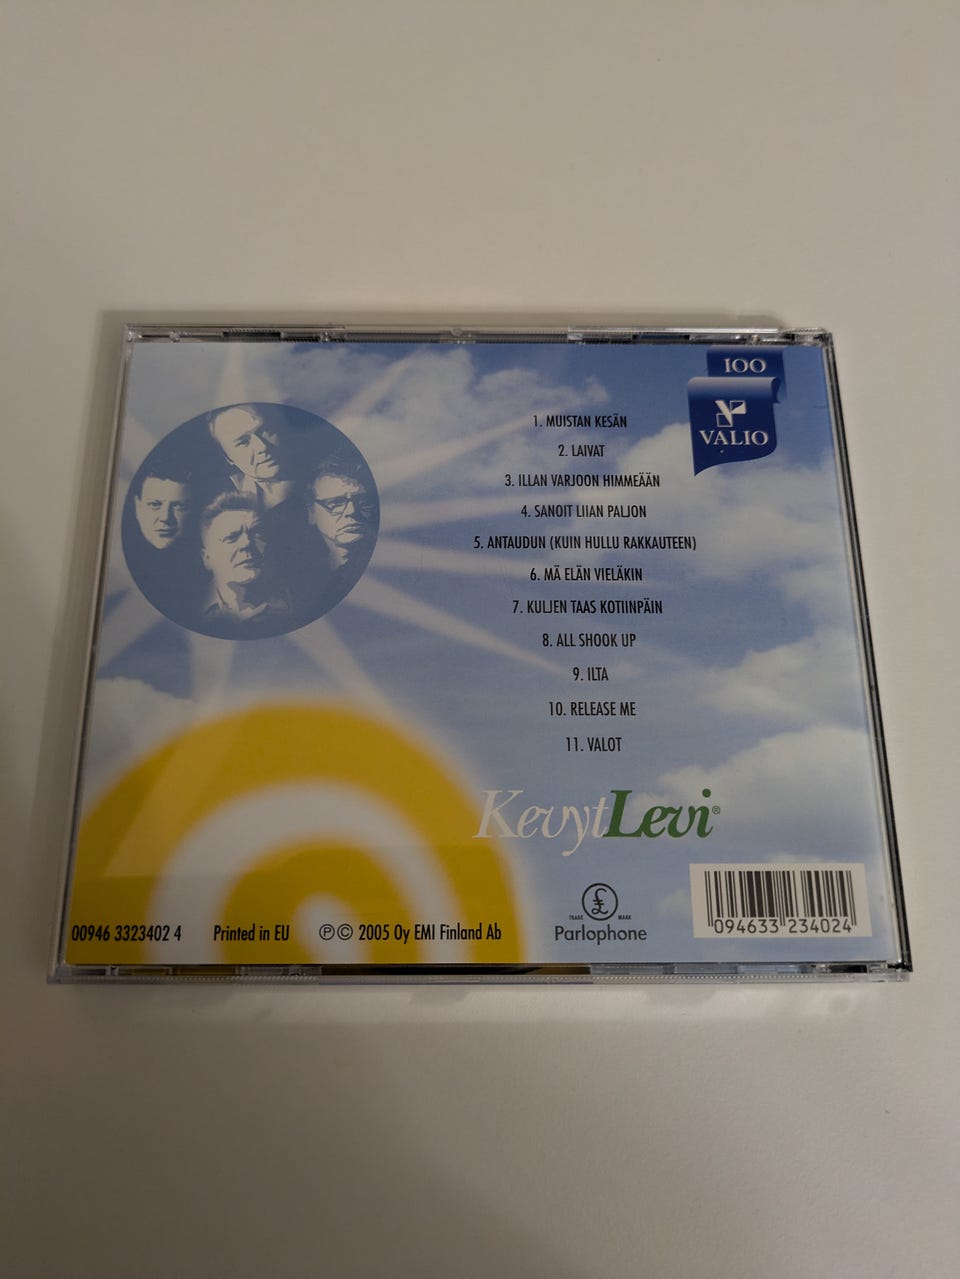 100
VALIO
1. MUISTAN KESÄN
2. LAIVAT
3. ILLAN VARJOON HIMMEÄÄN
4. SANOIT LIIAN PALJON
5. ANTAUDUN (KUIN HULLU RAKKAUTEEN)
6. MÄ ELÄN VIELÄKIN
7. KULJEN TAAS KOTIINPÄIN
8. ALL SHOOK UP
9. ILTA
10. RELEASE ME
11. VALOT
KevytLevi®
00946 3323402 4 Printed in EU ℗© 2005 Oy EMI Finland Ab
TRADE MARK
Parlophone
094633 234024